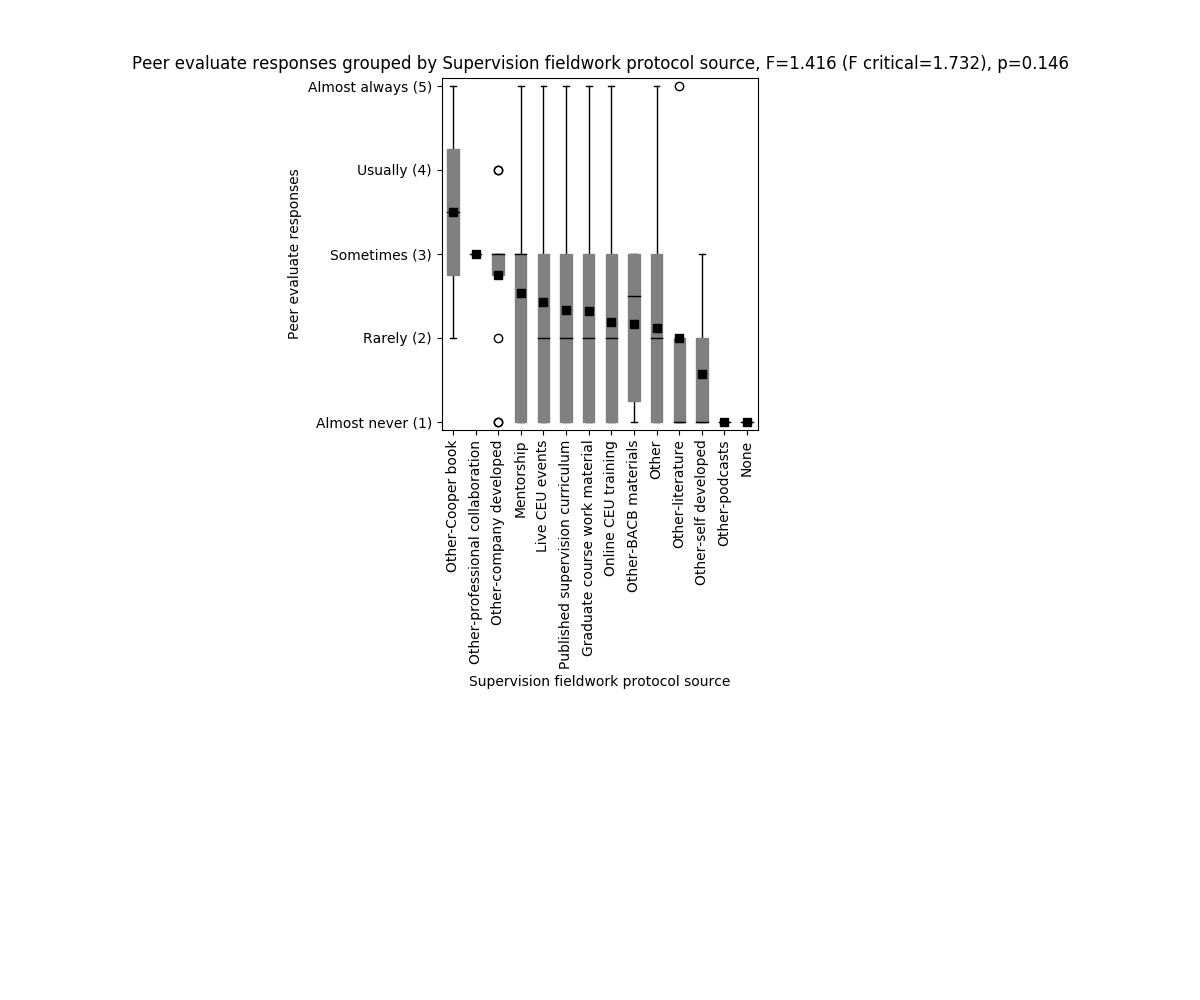 Peer evaluate responses grouped by Supervision fieldwork protocol source, F=1.416 (F critical=1.732), p=0.146
Almost always (5)
Usually (4)
Sometimes (3)
Rarely (2)
Almost never (1)
Peer evaluate responses
Other-Cooper book
Other-professional collaboration
Other-company developed
Mentorship
Live CEU events
Published supervision curriculum
Graduate course work material
Online CEU training
Other-BACB materials
Other
Other-literature
Other-self developed
Other-podcasts
None
Supervision fieldwork protocol source